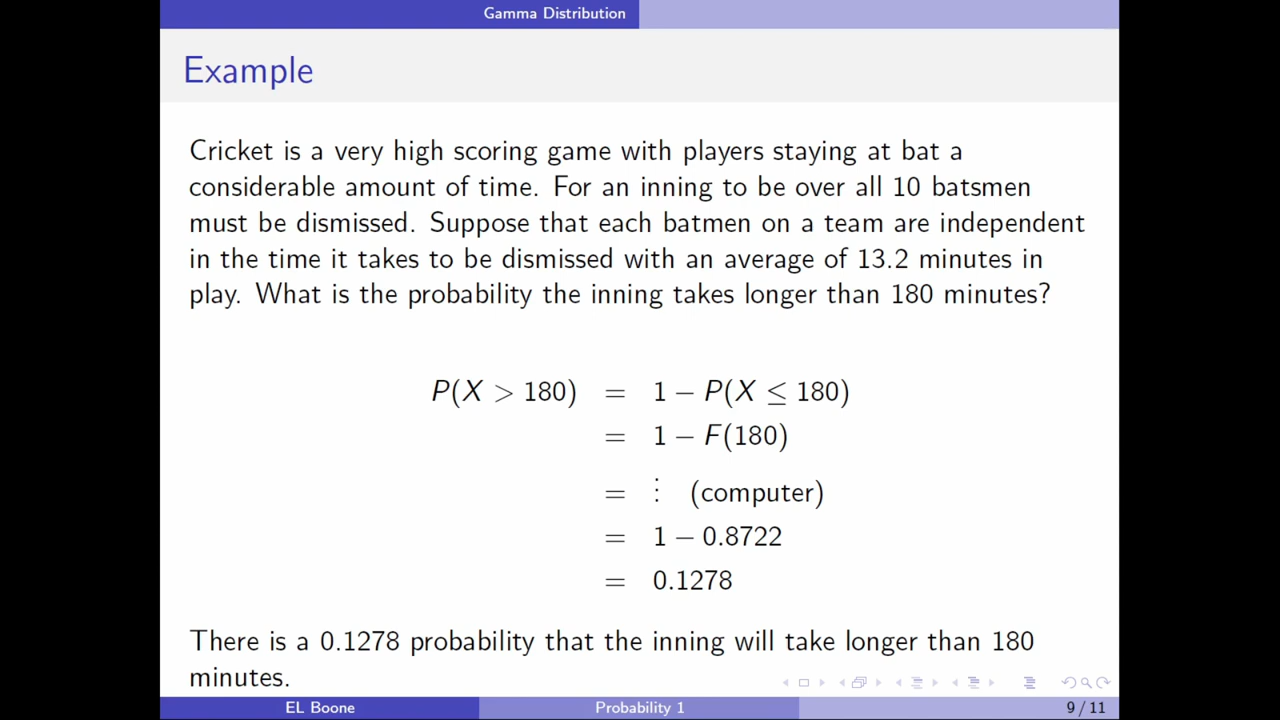 Gamma Distribution
Example
Cricket is a very high scoring game with players staying at bat a
considerable amount of time. For an inning to be over all 10 batsmen
must be dismissed. Suppose that each batmen on a team are independent
in the time it takes to be dismissed with an average of 13.2 minutes in
play. What is the probability the inning takes longer than 180 minutes?
P(X > 180) = 1 − P(X ≤ 180)
= 1 − F(180)
= ⋮ (computer)
= 1 − 0.8722
= 0.1278
There is a 0.1278 probability that the inning will take longer than 180
minutes.
EL Boone Probability 1 9 / 11